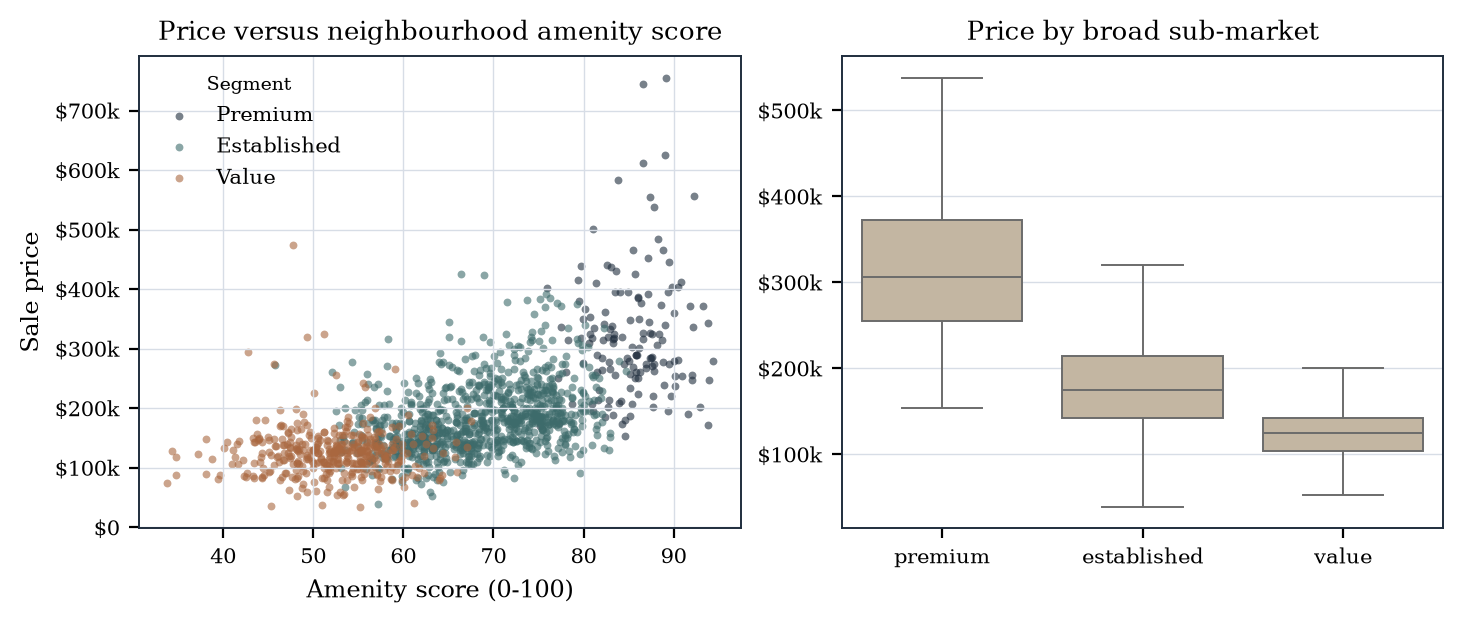 Price versus neighbourhood amenity score
Segment
Premium
Established
Value
$700k
$600k
$500k
$400k
$300k
$200k
$100k
$0
Sale price
40 50 60 70 80 90
Amenity score (0-100)
Price by broad sub-market
$500k
$400k
$300k
$200k
$100k
premium established value